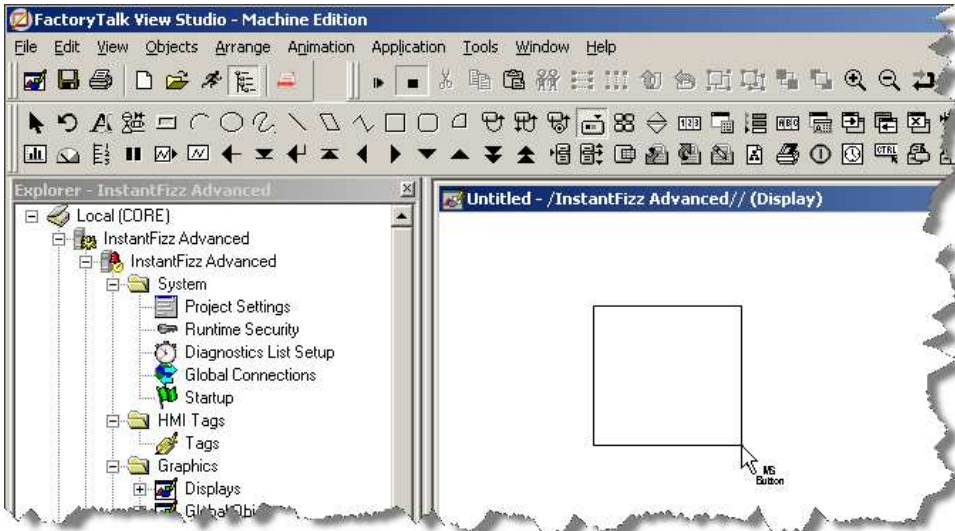 FactoryTalk View Studio - Machine Edition
File Edit View Objects Arrange Animation Application Tools Window Help
Explorer - InstantFizz Advanced
Untitled - /InstantFizz Advanced// (Display)
Local (CORE)
InstantFizz Advanced
InstantFizz Advanced
System
Project Settings
Runtime Security
Diagnostics List Setup
Global Connections
Startup
HMI Tags
Tags
Graphics
Displays
MS
Button